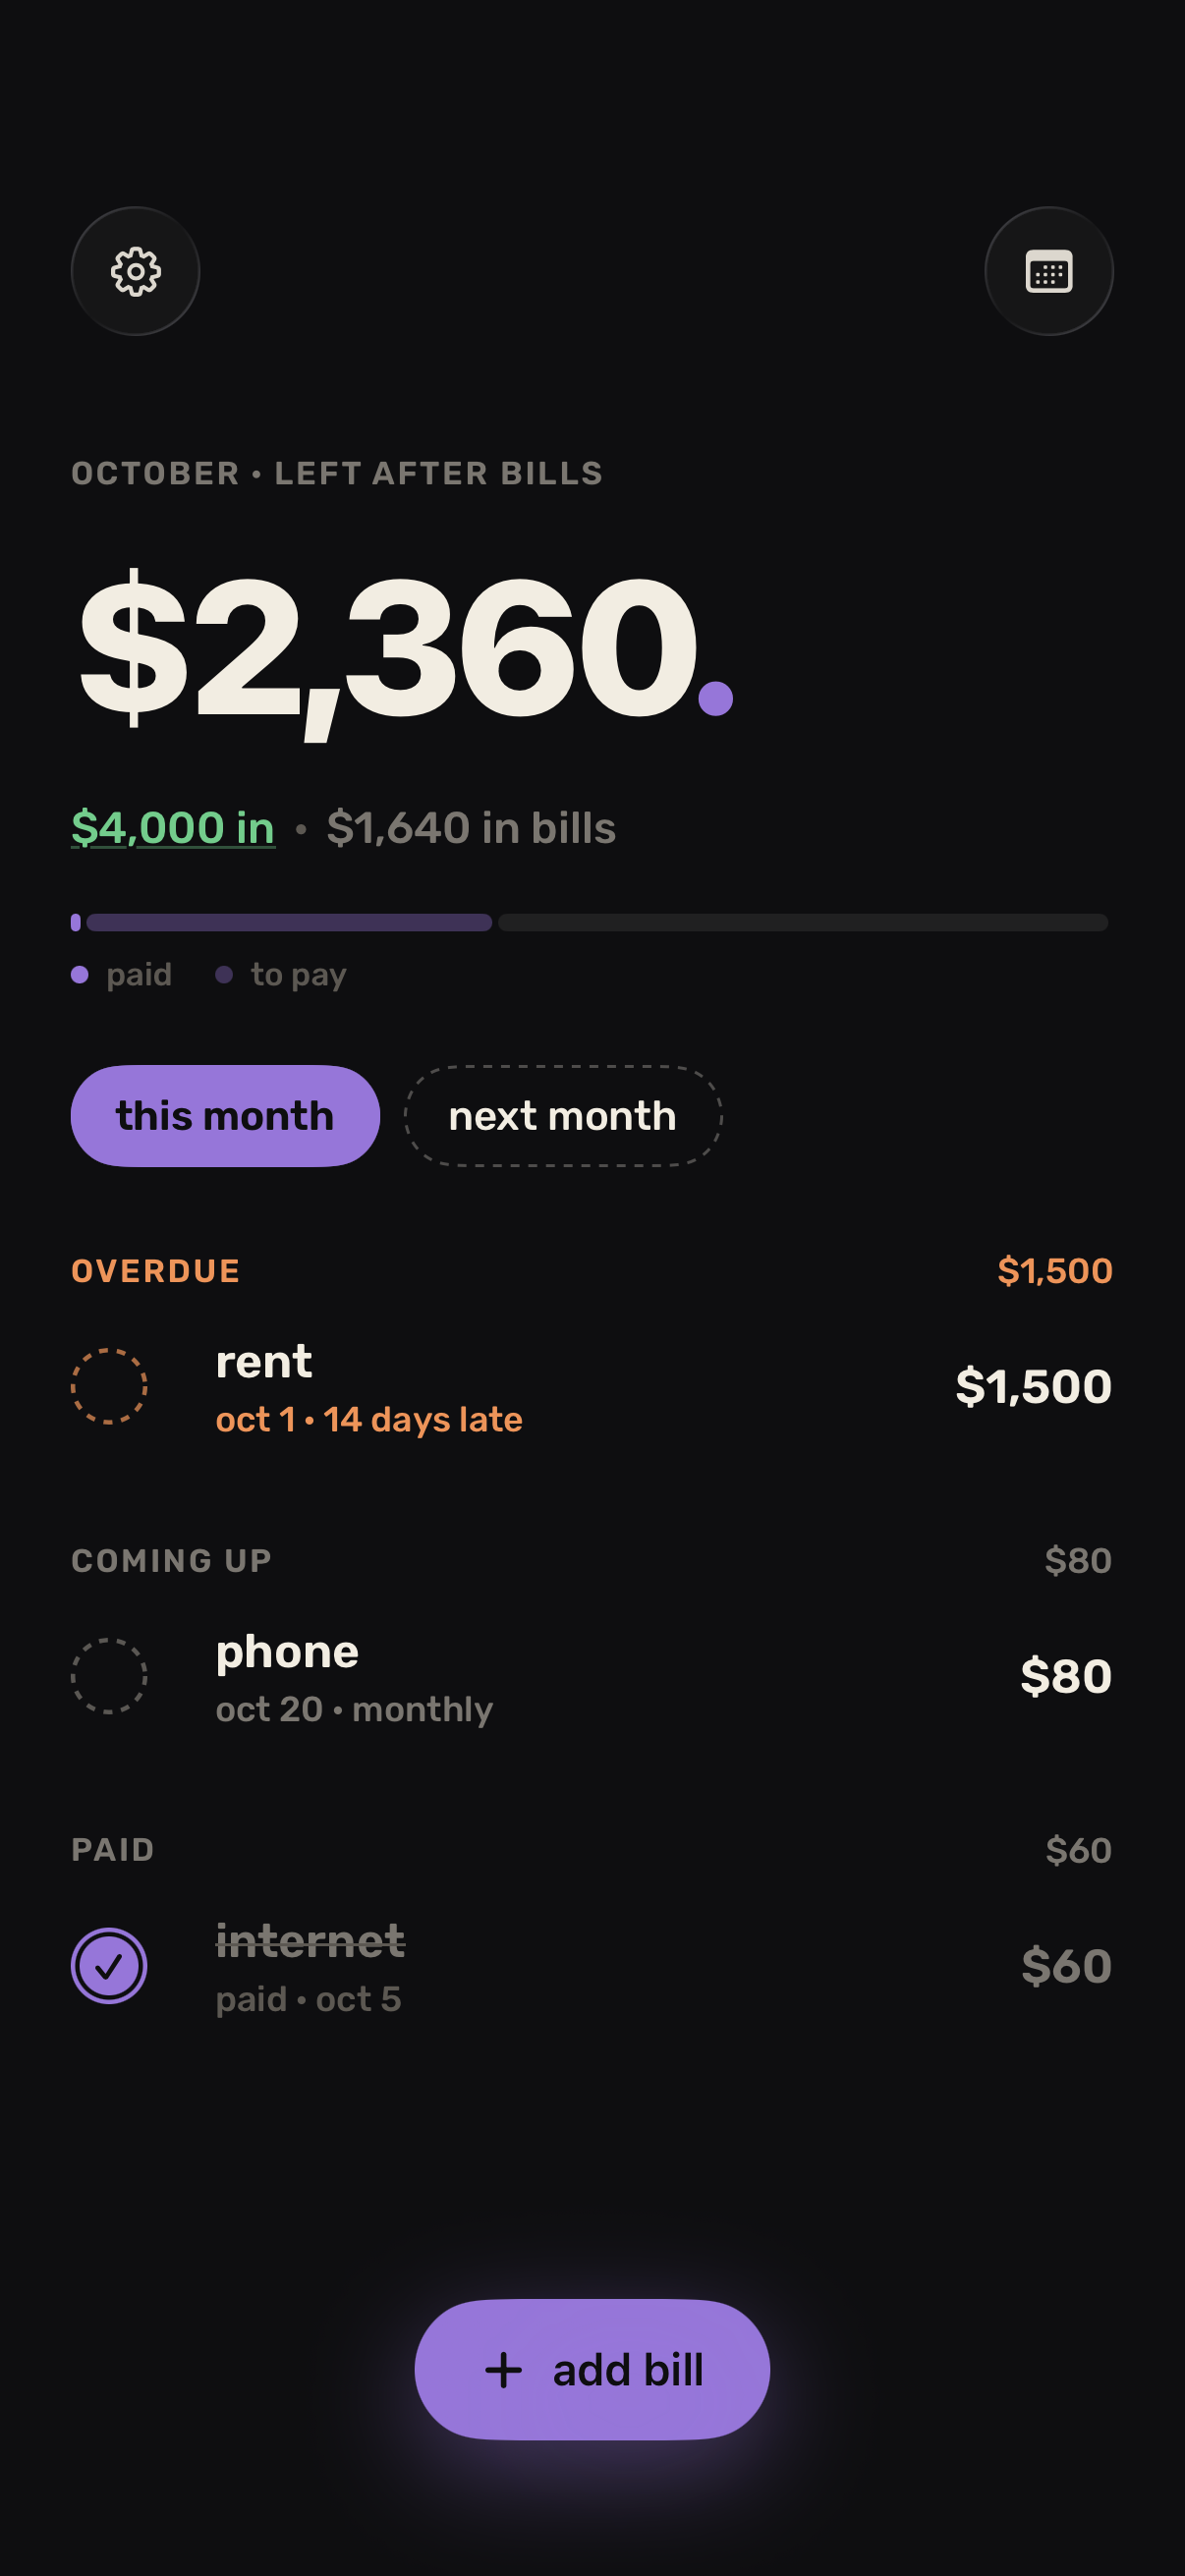 OCTOBER • LEFT AFTER BILLS
$2,360.
$4,000 in • $1,640 in bills
paid to pay
this month next month
OVERDUE $1,500
rent
oct 1 • 14 days late
$1,500
COMING UP $80
phone
oct 20 • monthly
$80
PAID $60
internet
paid • oct 5
$60
+ add bill